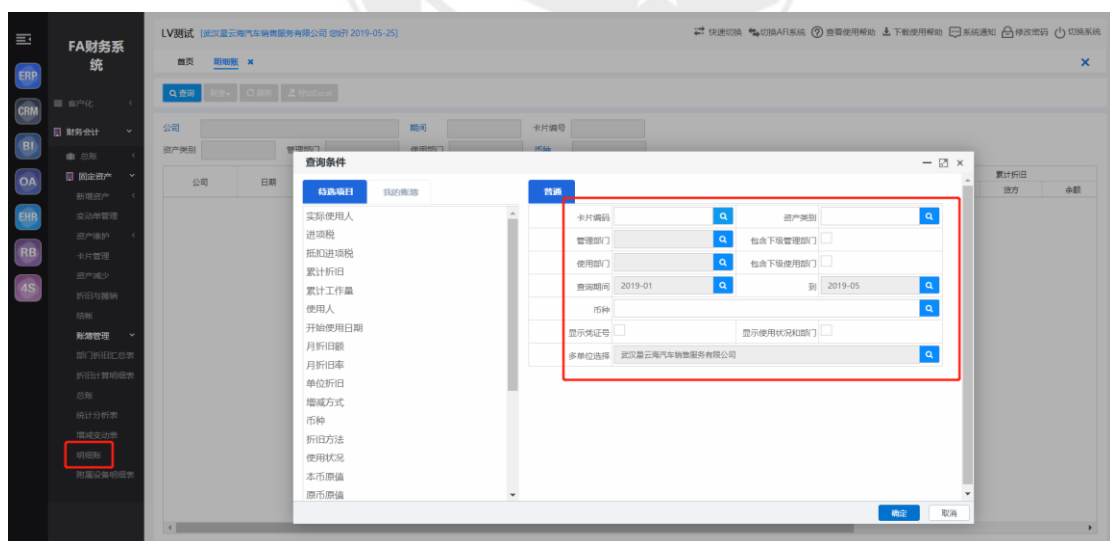 FA财务系统
ERP
CRM
BI
OA
EHR
RB
4S
客户化
财务会计
总账
固定资产
新增资产
变动单管理
资产维护
卡片管理
资产减少
折旧与摊销
结账
账簿管理
部门折旧汇总表
折旧计算明细表
总账
统计分析表
增减变动表
明细账
附属设备明细表
LV测试 [武汉星云海汽车销售服务有限公司 您好! 2019-05-25]
快速切换 切换AFI系统 查看使用帮助 下载使用帮助 系统通知 修改密码 切换系统
首页 明细账 ×
查询 联查 刷新 导出Excel
公司 期间 卡片编号
资产类别 管理部门 使用部门 币种
公司 日期 累计折旧
贷方 余额
查询条件
待选项目 我的账簿 普通
实际使用人
进项税
抵扣进项税
累计折旧
累计工作量
使用人
开始使用日期
月折旧额
月折旧率
单位折旧
增减方式
币种
折旧方法
使用状况
本币原值
原币原值
卡片编码 资产类别
管理部门 包含下级管理部门
使用部门 包含下级使用部门
查询期间 2019-01 到 2019-05
币种
显示凭证号 显示使用状况和部门
多单位选择 武汉星云海汽车销售服务有限公司
确定 取消